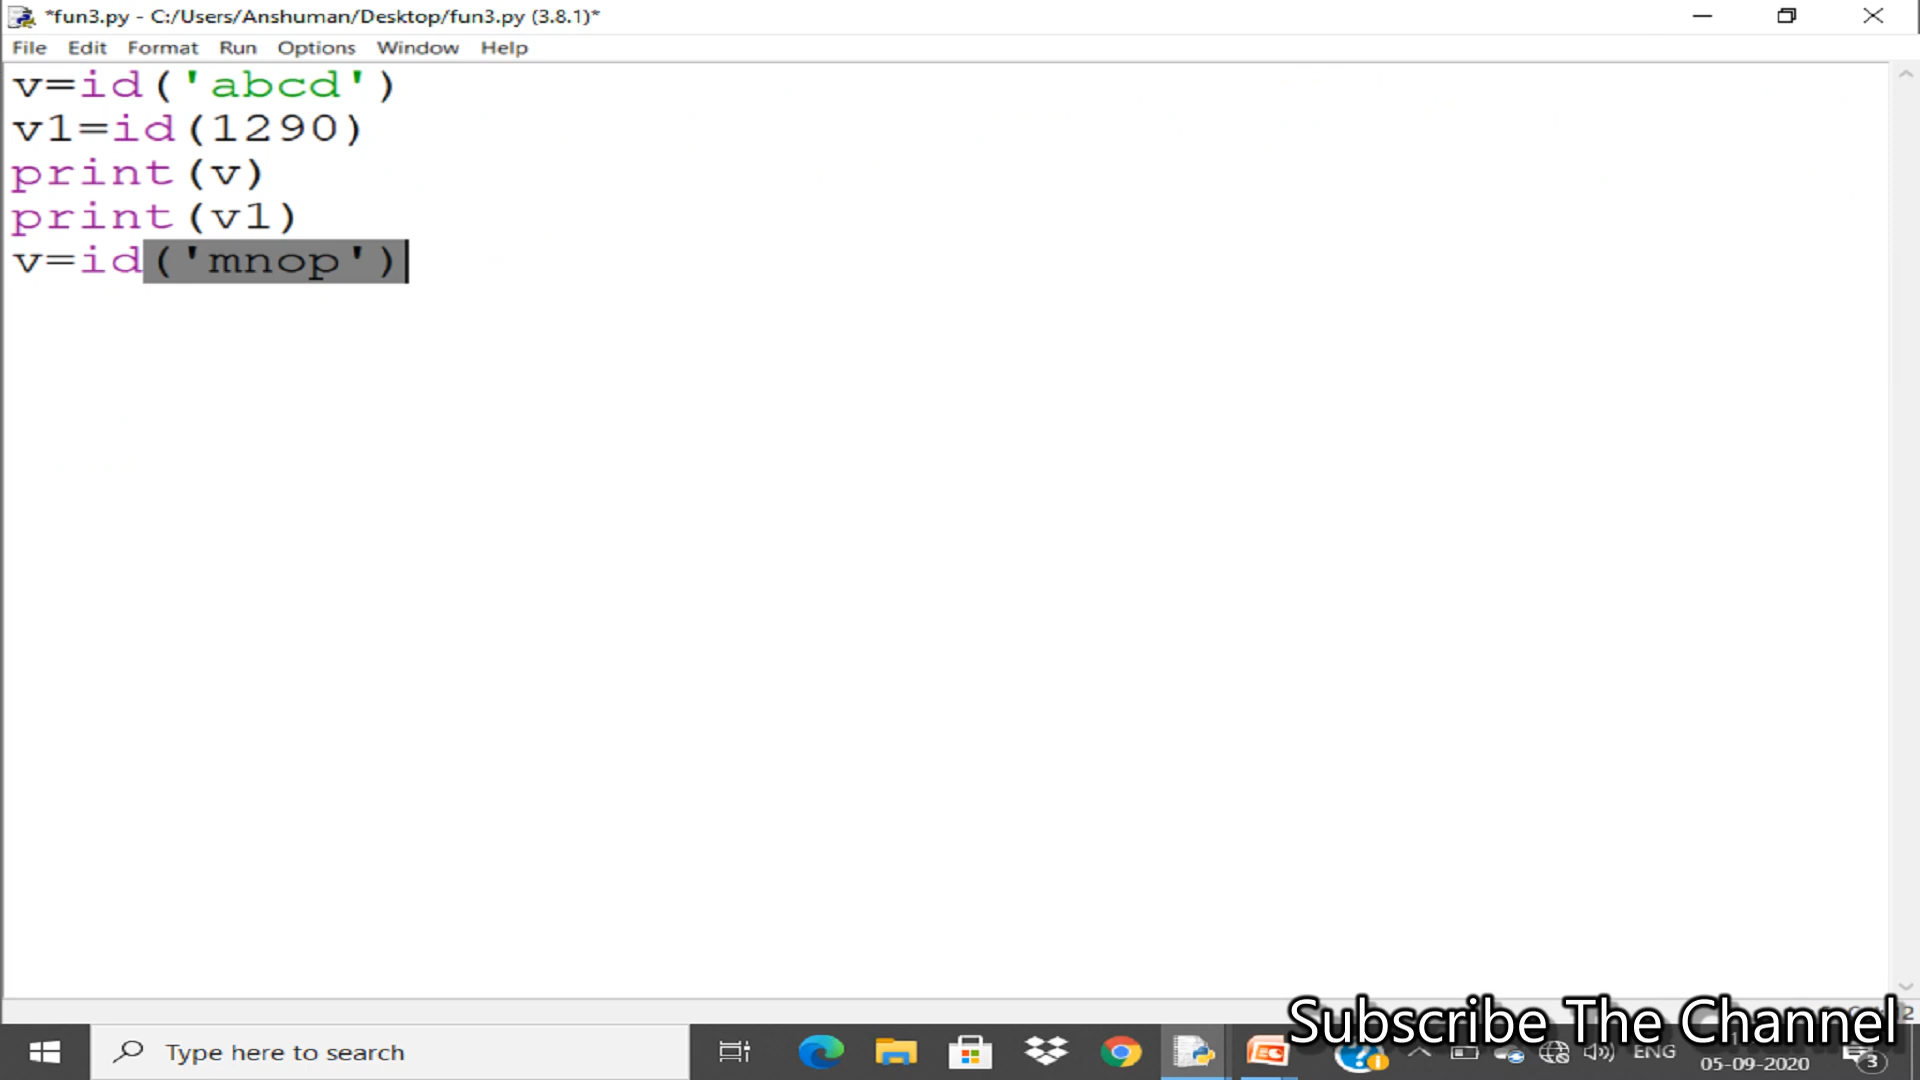 *fun3.py - C:/Users/Anshuman/Desktop/fun3.py (3.8.1)*
File Edit Format Run Options Window Help
v=id('abcd')
v1=id(1290)
print(v)
print(v1)
v=id('mnop')
Subscribe The Channel
Type here to search
ENG
05-09-2020
3